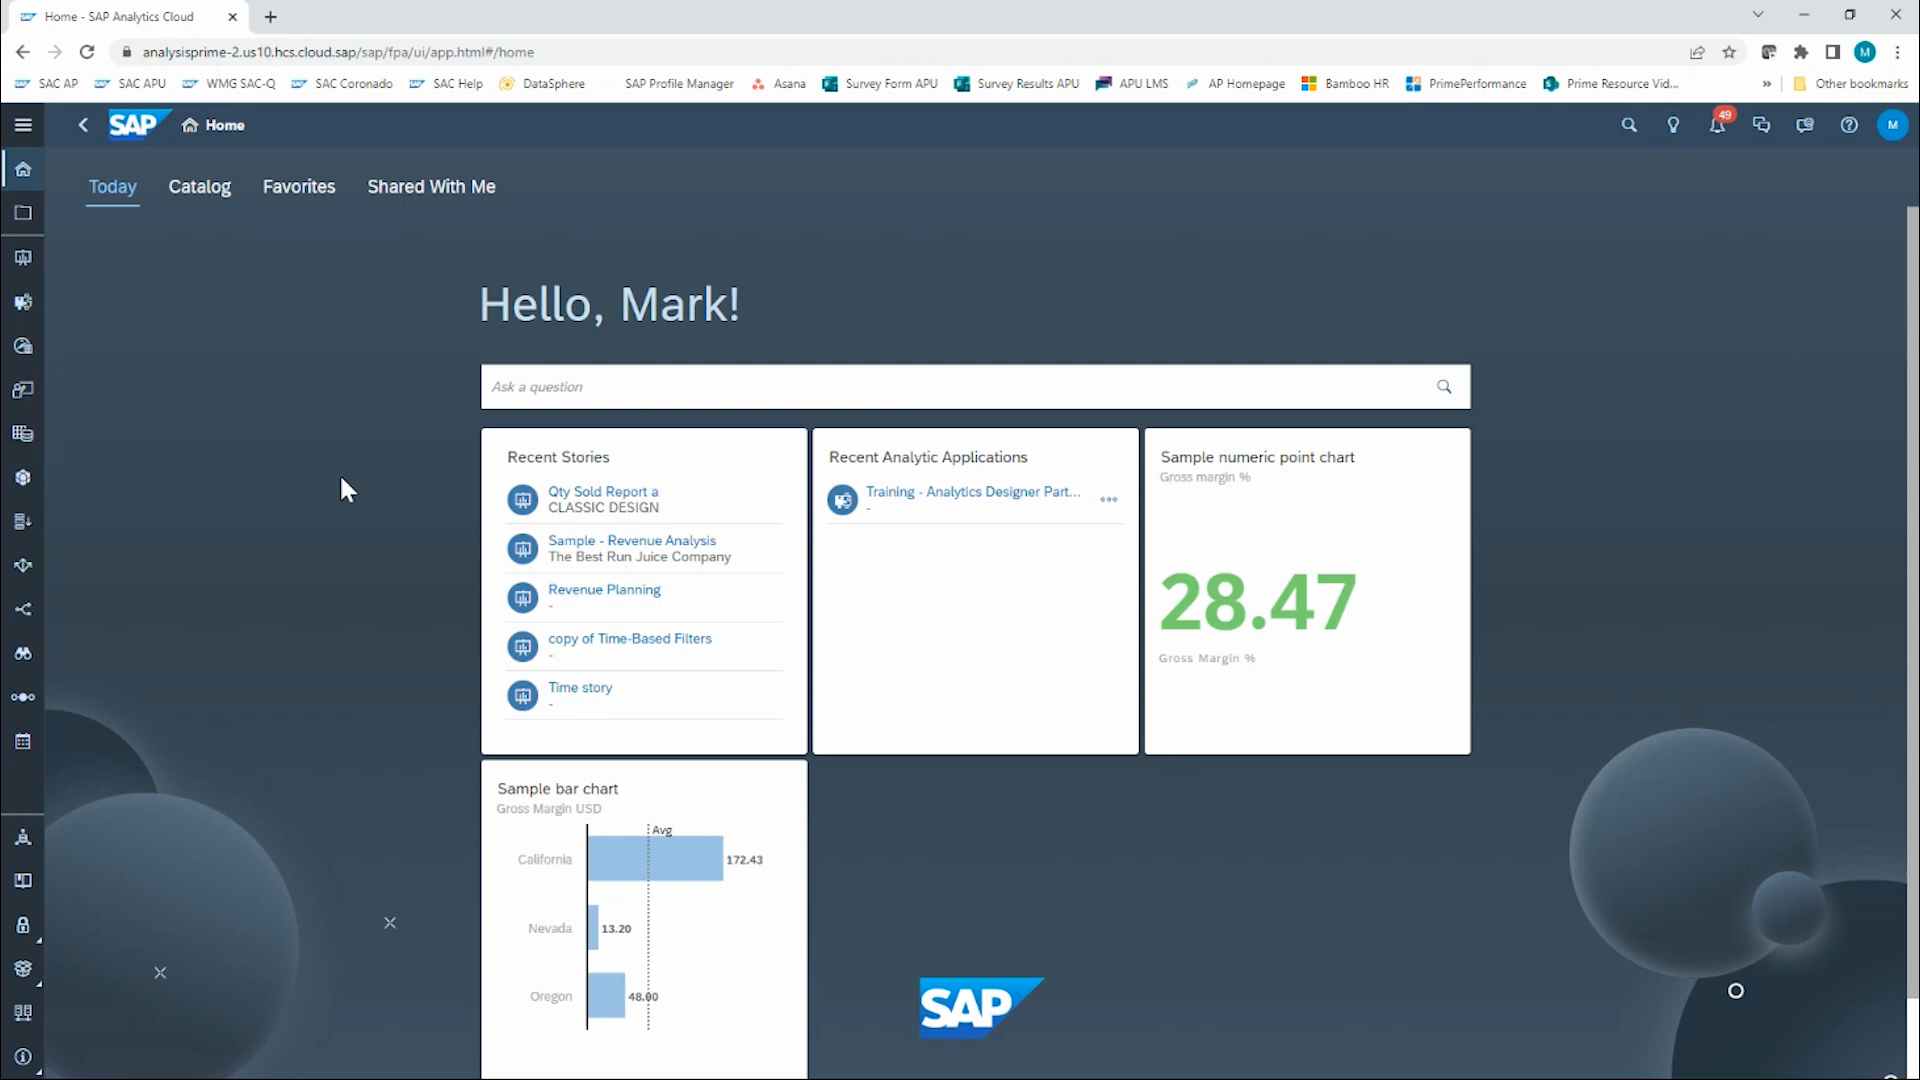 Home - SAP Analytics Cloud
analysisprime-2.us10.hcs.cloud.sap/sap/fpa/ui/app.html#/home
M
SAC AP SAC APU WMG SAC-Q SAC Coronado SAC Help DataSphere SAP Profile Manager Asana Survey Form APU Survey Results APU APU LMS AP Homepage Bamboo HR PrimePerformance Prime Resource Vid... » Other bookmarks
SAP Home
49
M
Today Catalog Favorites Shared With Me
Hello, Mark!
Ask a question
Recent Stories
Qty Sold Report a
CLASSIC DESIGN
Sample - Revenue Analysis
The Best Run Juice Company
Revenue Planning
-
copy of Time-Based Filters
-
Time story
-
Recent Analytic Applications
Training - Analytics Designer Part...
-
Sample numeric point chart
Gross margin %
28.47
Gross Margin %
Sample bar chart
Gross Margin USD
Avg
California 172.43
Nevada 13.20
Oregon 48.00
SAP